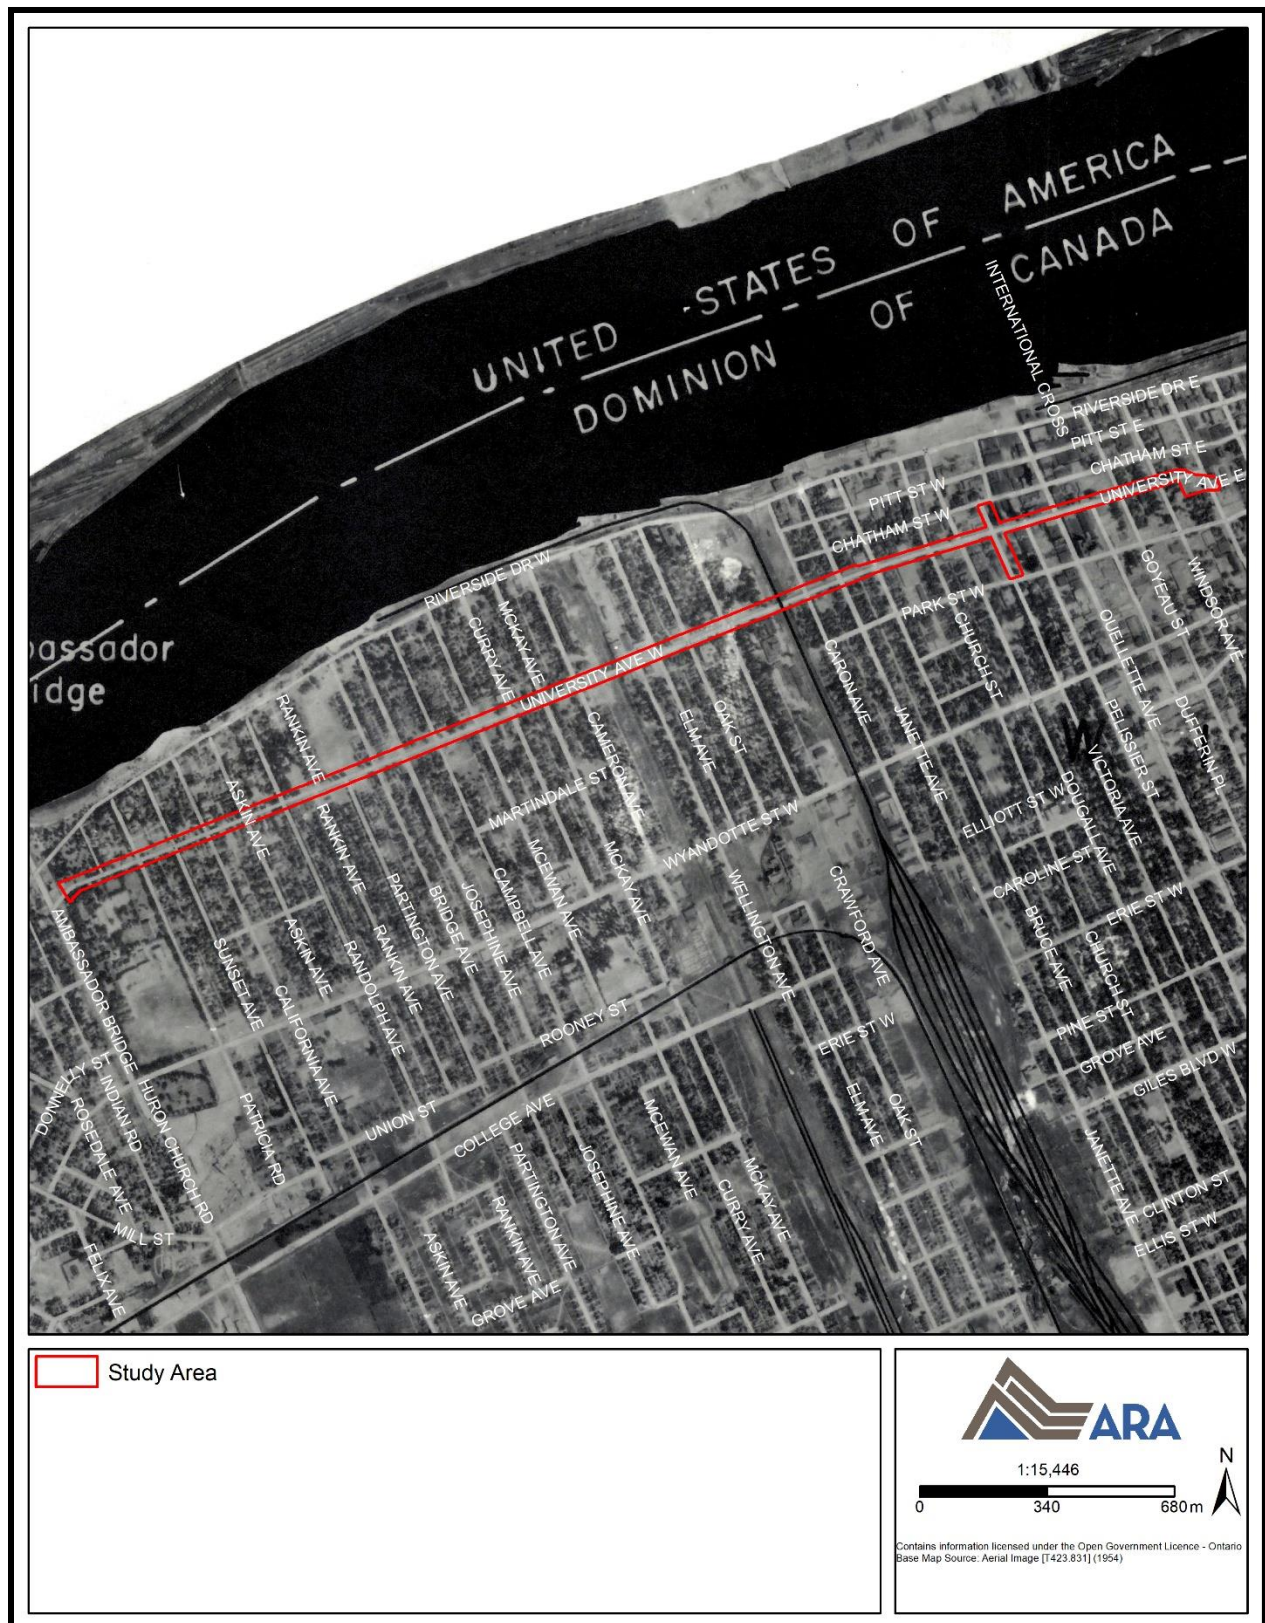 UNITED STATES OF AMERICA
DOMINION OF CANADA
INTERNATIONAL CROSS
RIVERSIDE DR E
PITT ST E
CHATHAM ST E
UNIVERSITY AVE E
PITT ST W
CHATHAM ST W
RIVERSIDE DR W
MCKAY AVE
CURRY AVE
UNIVERSITY AVE W
PARK ST W
CHURCH ST
CARON AVE
GOYEAU ST
WINDSOR AVE
OUELLETTE AVE
bassador
idge
RANKIN AVE
ASKIN AVE
RANKIN AVE
CAMERON AVE
ELM AVE
OAK ST
JANETTE AVE
PELISSIER ST
DUFFERIN PL
W
VICTORIA AVE
DOUGALL AVE
MARTINDALE ST
WYANDOTTE ST W
ELLIOTT ST W
CAROLINE ST
ERIE ST W
MCKAY AVE
MCEWAN AVE
CAMPBELL AVE
JOSEPHINE AVE
BRIDGE AVE
PARTINGTON AVE
RANKIN AVE
RANDOLPH AVE
WELLINGTON AVE
CRAWFORD AVE
BRUCE AVE
CHURCH ST
AMBASSADOR BRIDGE
SUNSET AVE
ASKIN AVE
CALIFORNIA AVE
ROONEY ST
ERIE ST W
PINE ST
GROVE AVE
GILES BLVD W
DONNELLY ST
INDIAN RD
ROSEDALE AVE
HURON CHURCH RD
PATRICIA RD
UNION ST
COLLEGE AVE
MCEWAN AVE
ELM AVE
OAK ST
JANETTE AVE
CLINTON ST
ELLIS ST W
MILL ST
FELIX AVE
ASKIN AVE
RANKIN AVE
PARTINGTON AVE
JOSEPHINE AVE
CURRY AVE
MCKAY AVE
GROVE AVE
Study Area
ARA
1:15,446
N
0 340 680 m
Contains information licensed under the Open Government Licence - Ontario
Base Map Source: Aerial Image [T423.831] (1954)